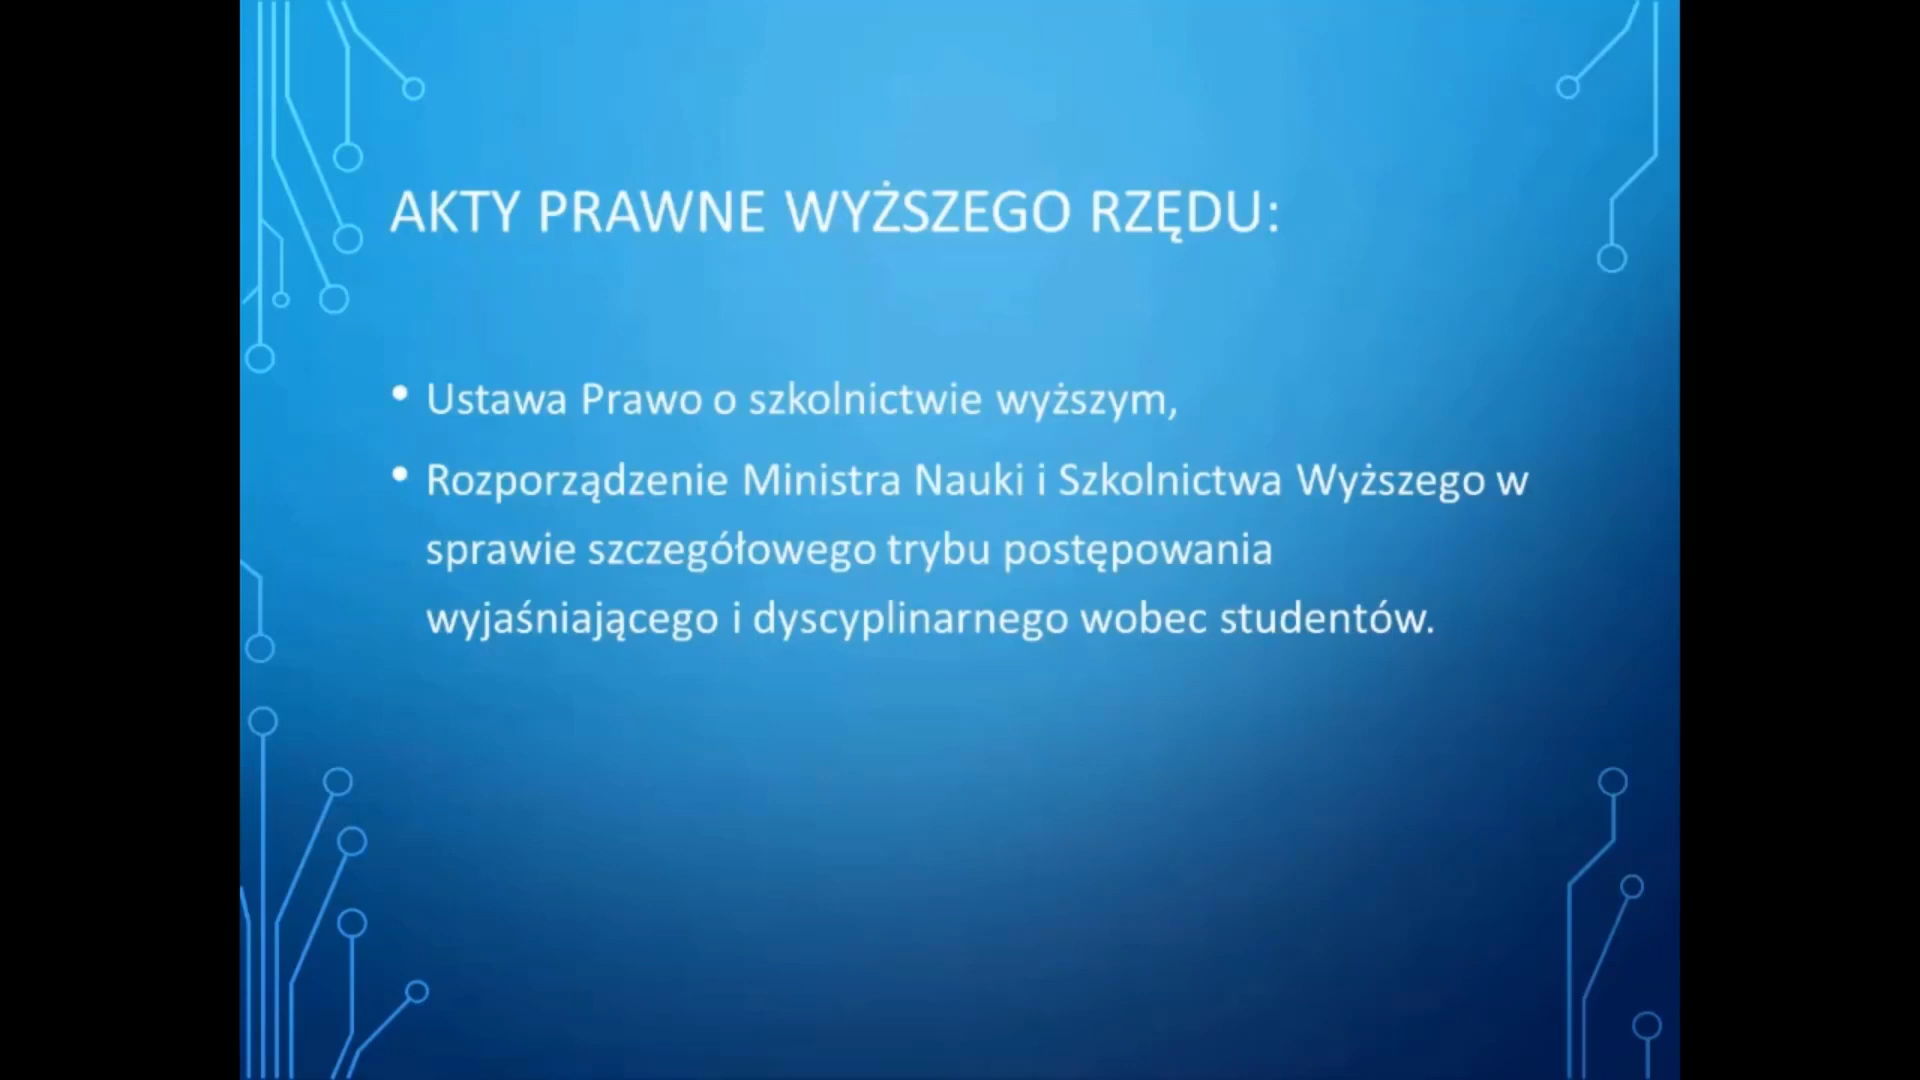 AKTY PRAWNE WYŻSZEGO RZĘDU:
• Ustawa Prawo o szkolnictwie wyższym,
• Rozporządzenie Ministra Nauki i Szkolnictwa Wyższego w
sprawie szczegółowego trybu postępowania
wyjaśniającego i dyscyplinarnego wobec studentów.